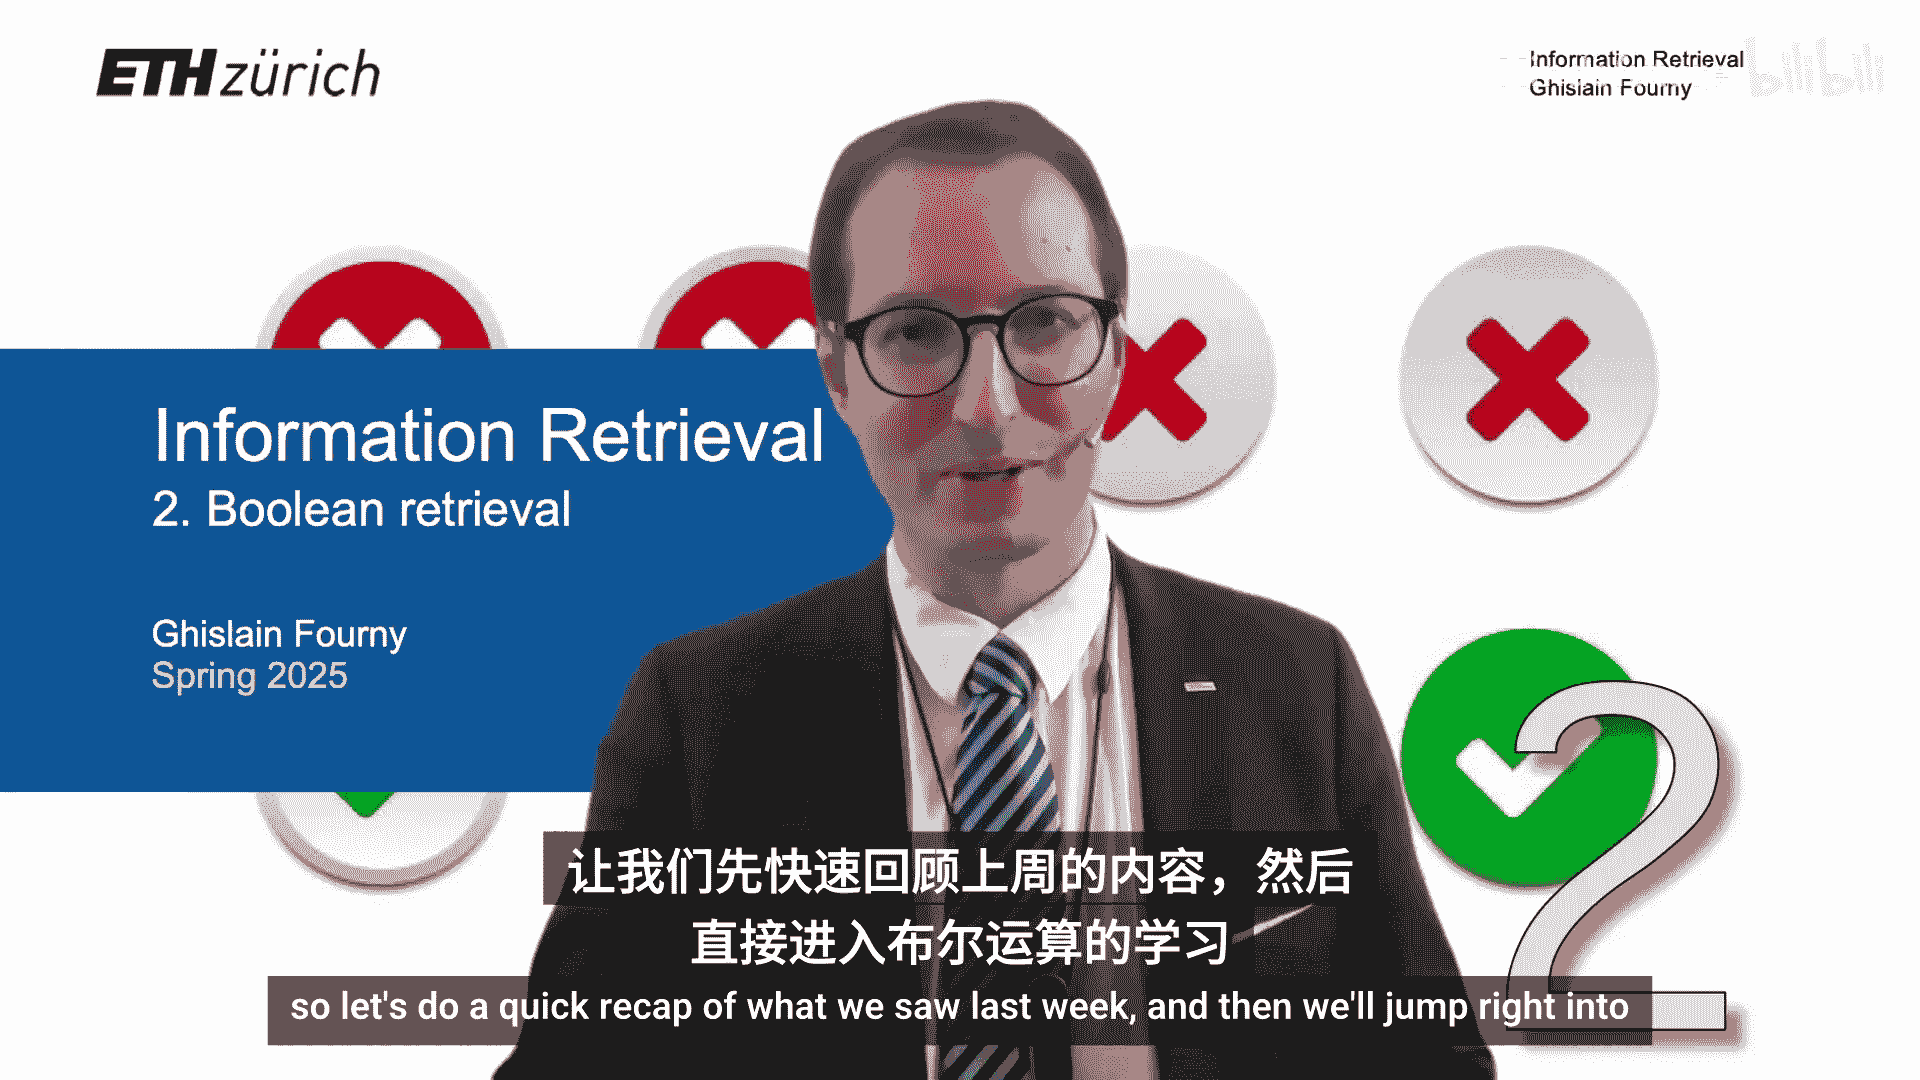 ETH zürich
Information Retrieval
Ghislain Fourny
bilibili
Information Retrieval
2. Boolean retrieval
Ghislain Fourny
Spring 2025
2
让我们先快速回顾上周的内容，然后
直接进入布尔运算的学习
so let's do a quick recap of what we saw last week, and then we'll jump right into